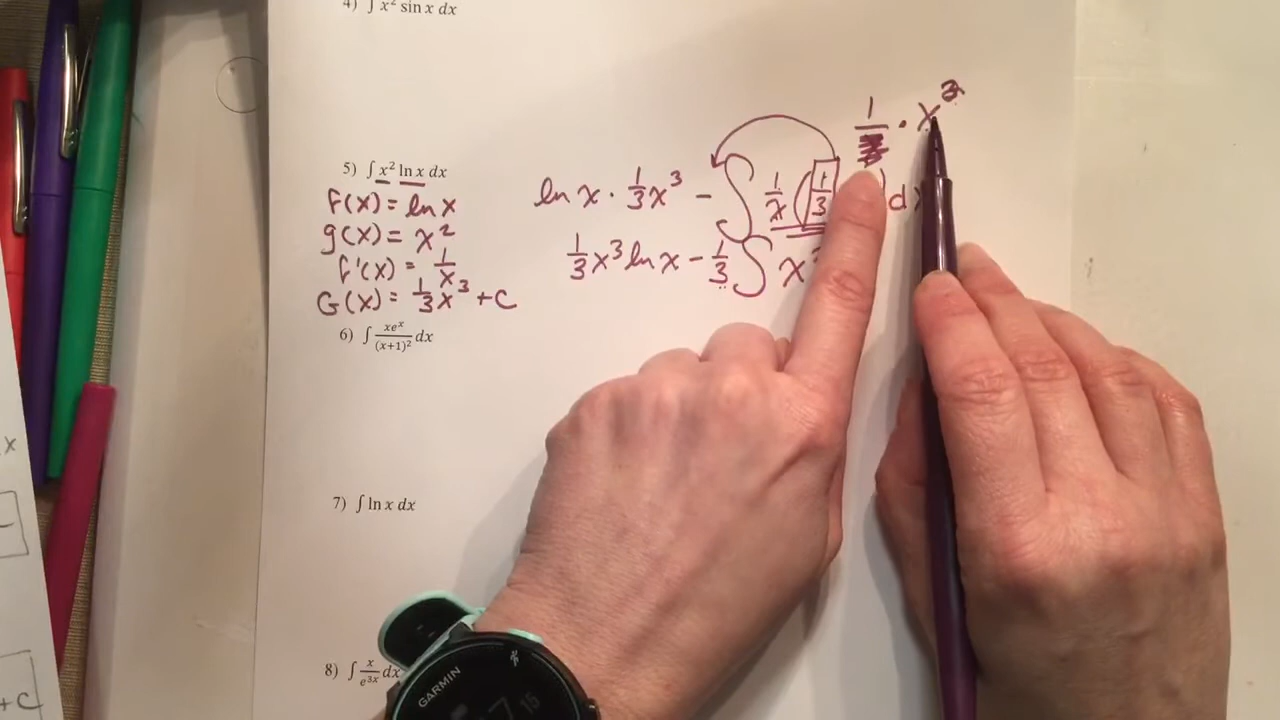 4) ∫ x² sin x dx
1/x · x²
5) ∫ x² ln x dx
ln x · 1/3 x³ − ∫ 1/x ( 1/3 ) d
f(x) = ln x
g(x) = x²
1/3 x³ ln x − 1/3 ∫ x
f'(x) = 1/x
G(x) = 1/3 x³ + C
6) ∫ xeˣ/(x+1)² dx
7) ∫ ln x dx
8) ∫ x/e³ˣ dx
x
+ C
GARMIN
15